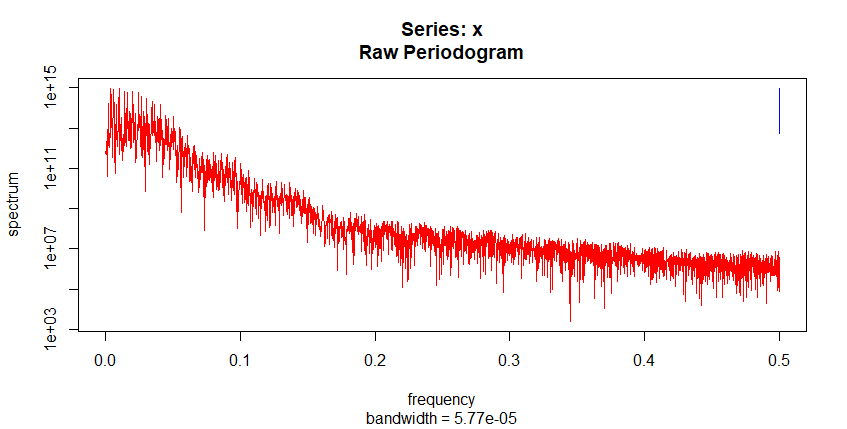 Series: x
Raw Periodogram
spectrum
1e+15
1e+11
1e+07
1e+03
0.0 0.1 0.2 0.3 0.4 0.5
frequency
bandwidth = 5.77e-05